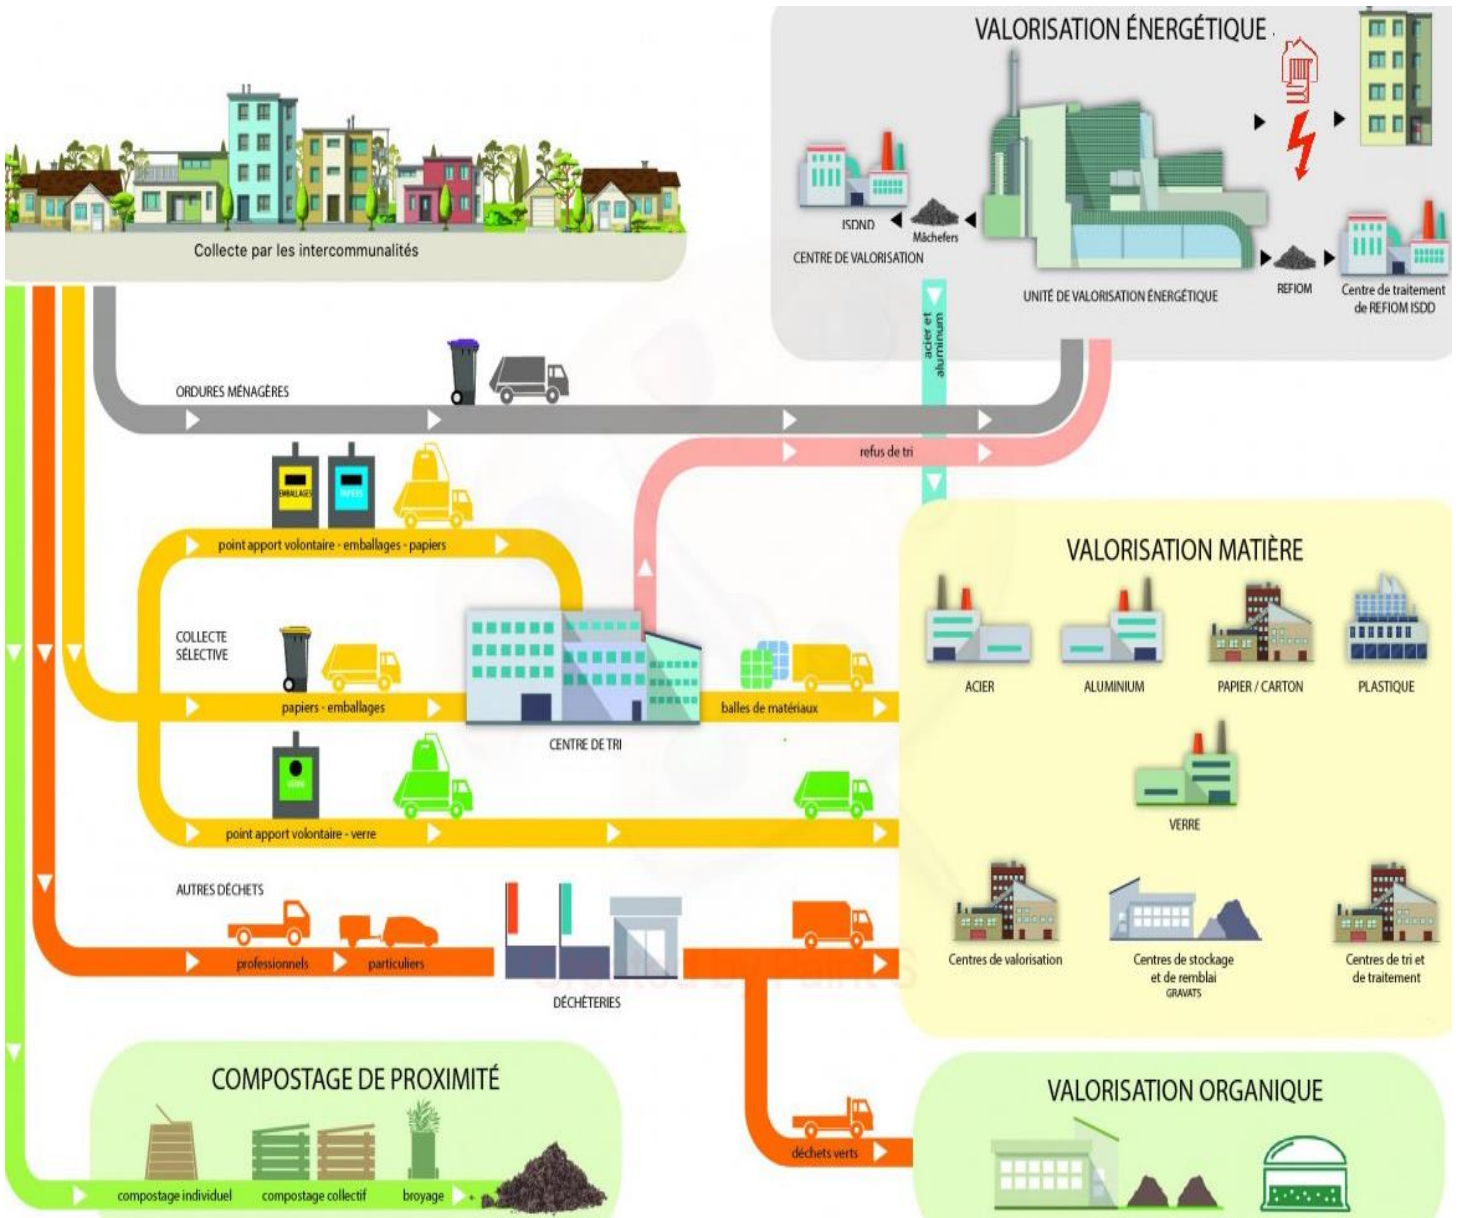 VALORISATION ÉNERGÉTIQUE
Collecte par les intercommunalités
ISDND
Mâchefers
CENTRE DE VALORISATION
UNITÉ DE VALORISATION ÉNERGÉTIQUE
REFIOM
Centre de traitement
de REFIOM ISDD
acier et
aluminum
ORDURES MÉNAGÈRES
refus de tri
EMBALLAGES
PAPIERS
point apport volontaire - emballages - papiers
VALORISATION MATIÈRE
COLLECTE
SÉLECTIVE
papiers - emballages
balles de matériaux
CENTRE DE TRI
ACIER
ALUMINIUM
PAPIER / CARTON
PLASTIQUE
VERRE
point apport volontaire - verre
VERRE
AUTRES DÉCHETS
professionnels
particuliers
DÉCHÈTERIES
Centres de valorisation
Centres de stockage
et de remblai
GRAVATS
Centres de tri et
de traitement
COMPOSTAGE DE PROXIMITÉ
compostage individuel
compostage collectif
broyage
déchets verts
VALORISATION ORGANIQUE